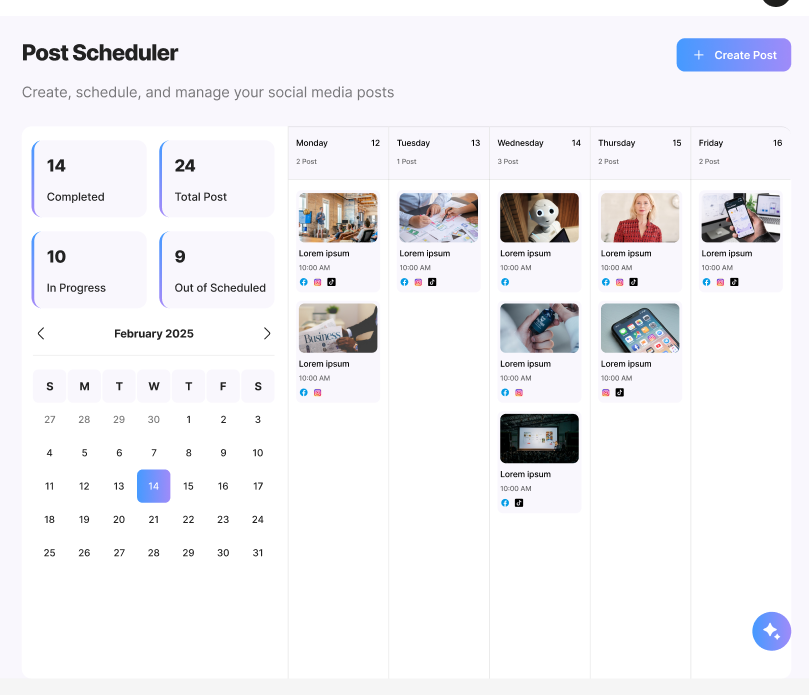 Post Scheduler
Create Post
Create, schedule, and manage your social media posts
14
Completed
24
Total Post
10
In Progress
9
Out of Scheduled
February 2025
S M T W T F S
27 28 29 30 1 2 3
4 5 6 7 8 9 10
11 12 13 14 15 16 17
18 19 20 21 22 23 24
25 26 27 28 29 30 31
Monday 12
2 Post
Lorem ipsum
10:00 AM
Business
Lorem ipsum
10:00 AM
Tuesday 13
1 Post
Lorem ipsum
10:00 AM
Wednesday 14
3 Post
Lorem ipsum
10:00 AM
Lorem ipsum
10:00 AM
Lorem ipsum
10:00 AM
Thursday 15
2 Post
Lorem ipsum
10:00 AM
Lorem ipsum
10:00 AM
Friday 16
2 Post
Lorem ipsum
10:00 AM